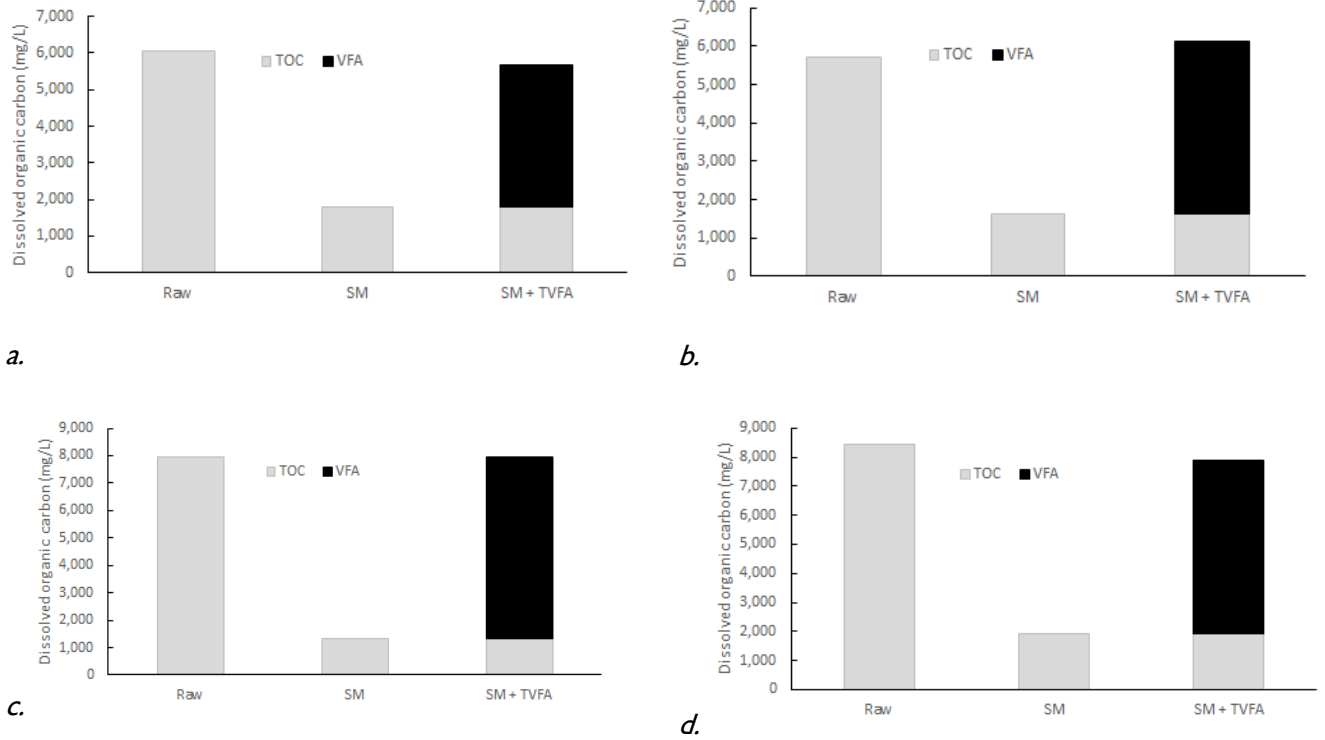 Dissolved organic carbon (mg/L)
7,000
6,000
5,000
4,000
3,000
2,000
1,000
0
TOC VFA
Raw SM SM + TVFA
a.
Dissolved organic carbon (mg/L)
7,000
6,000
5,000
4,000
3,000
2,000
1,000
0
TOC VFA
Raw SM SM + TVFA
b.
Dissolved organic carbon (mg/L)
9,000
8,000
7,000
6,000
5,000
4,000
3,000
2,000
1,000
0
TOC VFA
Raw SM SM + TVFA
c.
Dissolved organic carbon (mg/L)
9,000
8,000
7,000
6,000
5,000
4,000
3,000
2,000
1,000
0
TOC VFA
Raw SM SM + TVFA
d.